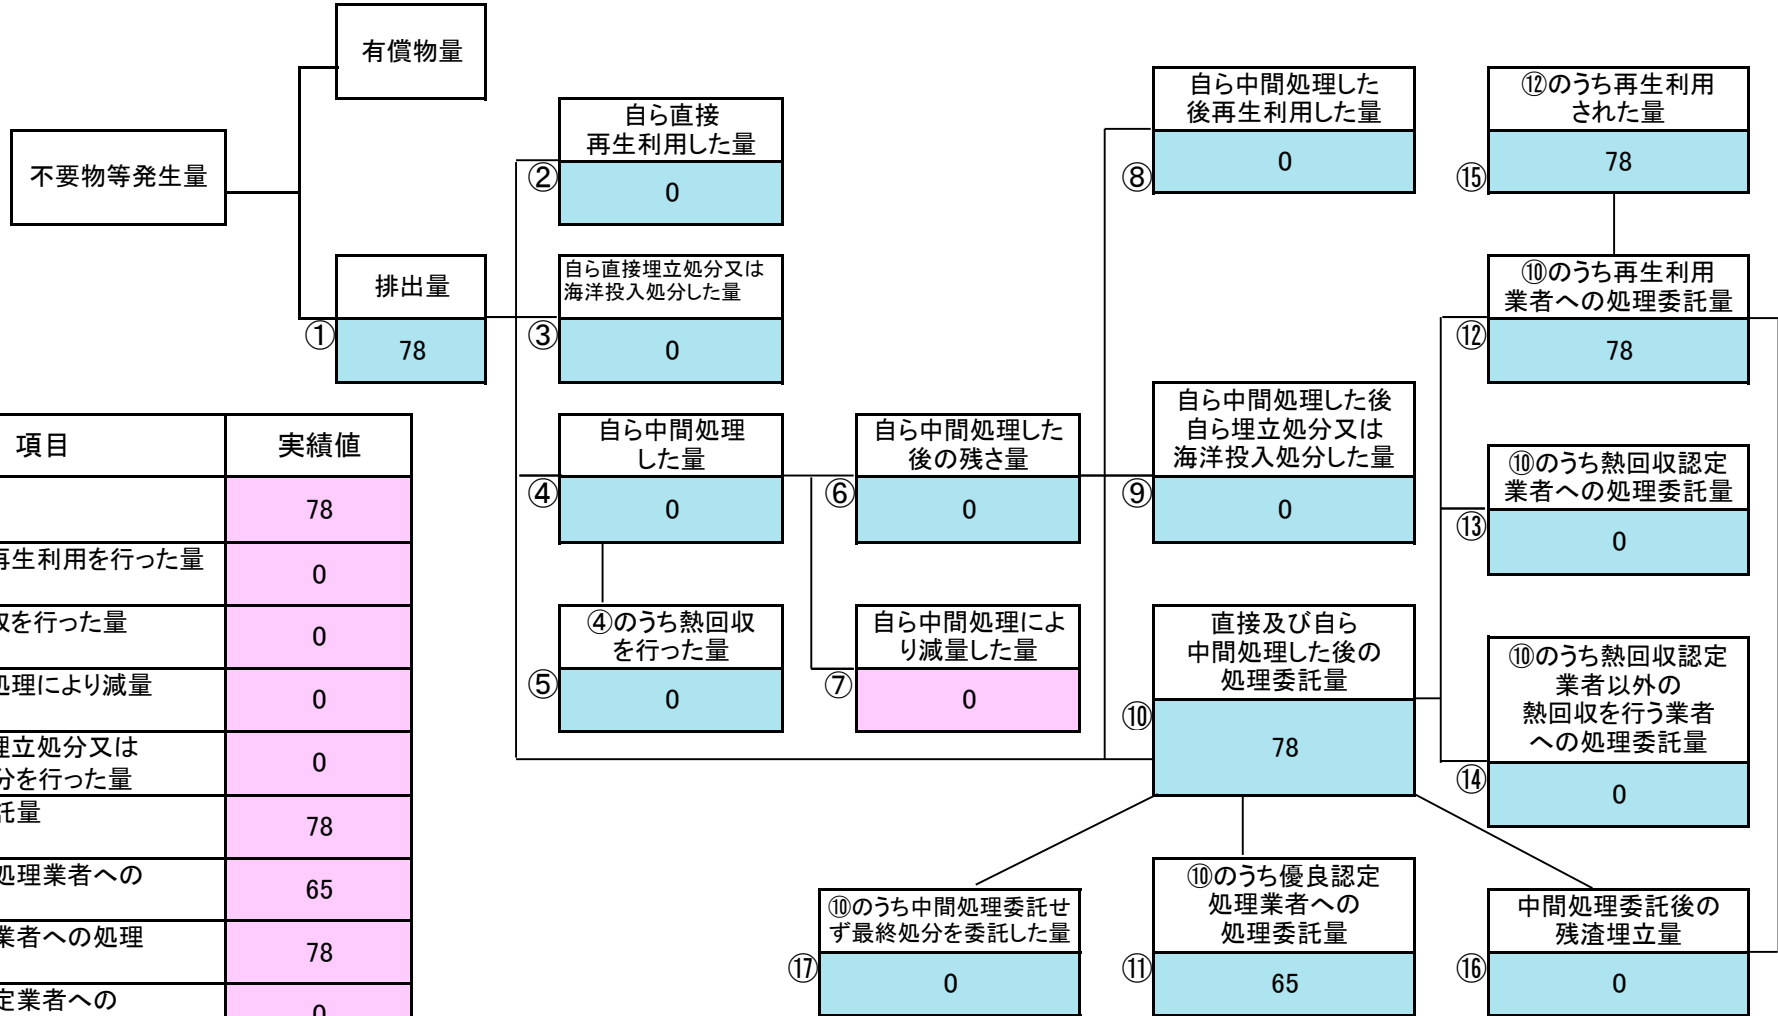 有償物量
不要物等発生量
排出量
①
78
自ら直接
再生利用した量
②
0
自ら直接埋立処分又は
海洋投入処分した量
③
0
自ら中間処理
した量
④
0
④のうち熱回収
を行った量
⑤
0
自ら中間処理した
後の残さ量
⑥
0
自ら中間処理によ
り減量した量
⑦
0
自ら中間処理した
後再生利用した量
⑧
0
自ら中間処理した後
自ら埋立処分又は
海洋投入処分した量
⑨
0
直接及び自ら
中間処理した後の
処理委託量
⑩
78
⑫のうち再生利用
された量
⑮
78
⑩のうち再生利用
業者への処理委託量
⑫
78
⑩のうち熱回収認定
業者への処理委託量
⑬
0
⑩のうち熱回収認定
業者以外の
熱回収を行う業者
への処理委託量
⑭
0
⑩のうち中間処理委託せ
ず最終処分を委託した量
⑰
0
⑩のうち優良認定
処理業者への
処理委託量
⑪
65
中間処理委託後の
残渣埋立量
⑯
0
項目 実績値
78
再生利用を行った量
0
収を行った量
0
処理により減量
0
埋立処分又は
分を行った量
0
託量
78
処理業者への
65
業者への処理
78
定業者への
0